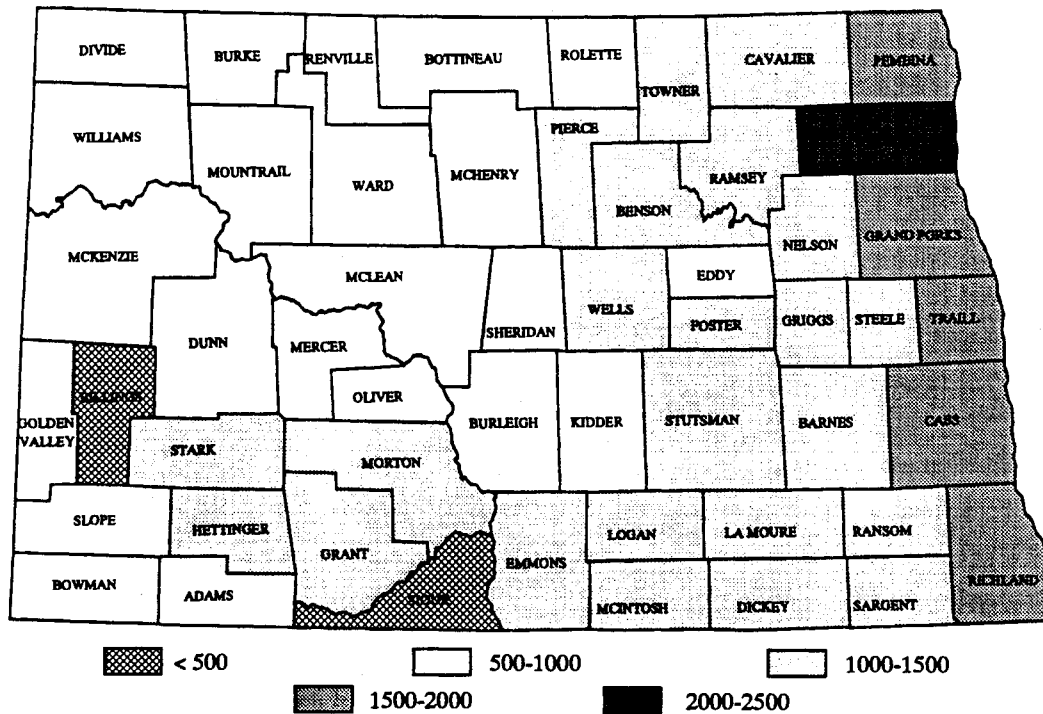 DIVIDE
BURKE
RENVILLE
BOTTINEAU
ROLETTE
TOWNER
CAVALIER
PEMBINA
WILLIAMS
MOUNTRAIL
WARD
MCHENRY
PIERCE
BENSON
RAMSEY
NELSON
GRAND FORKS
MCKENZIE
DUNN
MCLEAN
MERCER
OLIVER
SHERIDAN
WELLS
EDDY
FOSTER
GRIGGS
STEELE
TRAILL
GOLDEN
VALLEY
BILLINGS
STARK
MORTON
BURLEIGH
KIDDER
STUTSMAN
BARNES
CASS
SLOPE
HETTINGER
GRANT
SIOUX
EMMONS
LOGAN
LA MOURE
RANSOM
RICHLAND
BOWMAN
ADAMS
MCINTOSH
DICKEY
SARGENT
< 500
500-1000
1000-1500
1500-2000
2000-2500